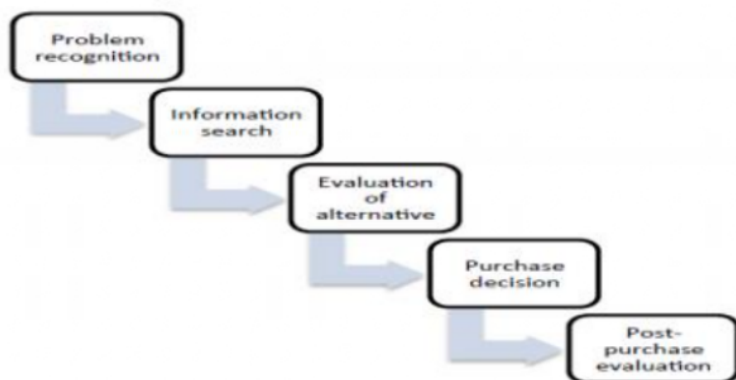 Problem
recognition
Information
search
Evaluation
of
alternative
Purchase
decision
Post-
purchase
evaluation